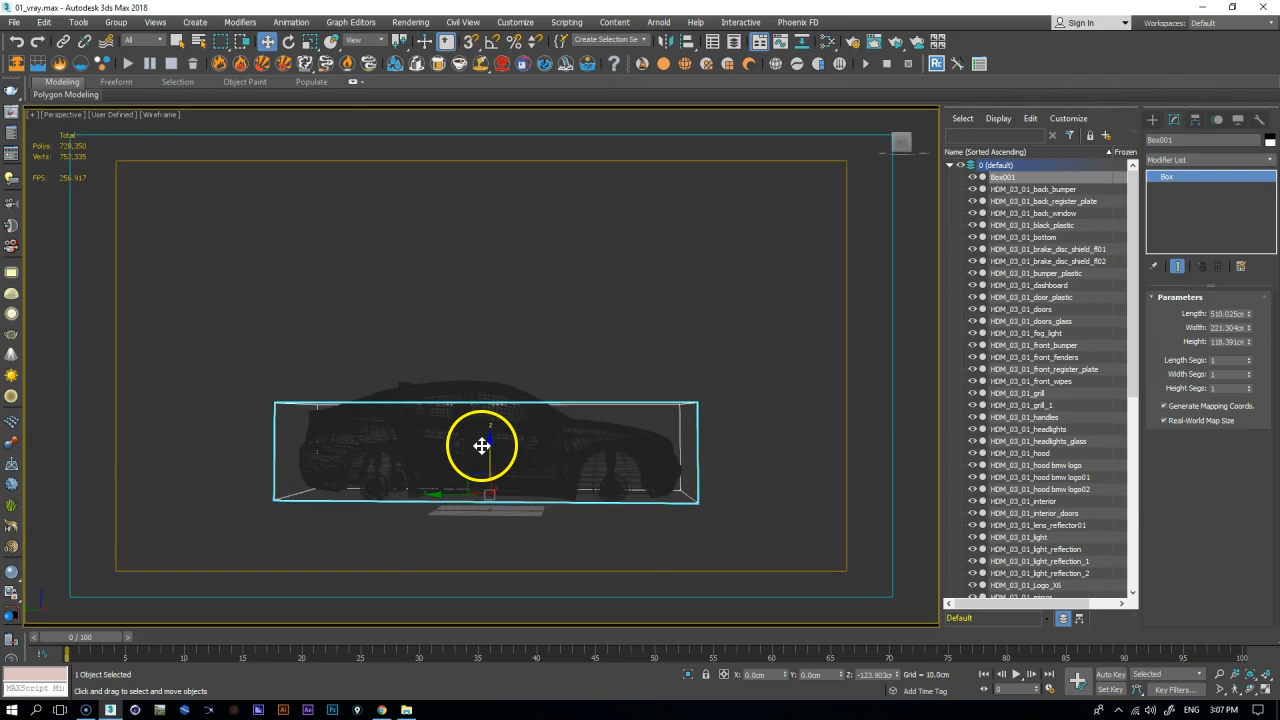 01_vray.max - Autodesk 3ds Max 2018
File Edit Tools Group Views Create Modifiers Animation Graph Editors Rendering Civil View Customize Scripting Content Arnold Help Interactive Phoenix FD
Sign In
Workspaces: Default
All
View
Create Selection Se
Modeling Freeform Selection Object Paint Populate
Polygon Modeling
[+] [Perspective] [User Defined] [Wireframe]
Total
Polys: 728,350
Verts: 752,335
FPS: 256.917
Select Display Edit Customize
Name (Sorted Ascending) Frozen
0 (default)
Box001
HDM_03_01_back_bumper
HDM_03_01_back_register_plate
HDM_03_01_back_window
HDM_03_01_black_plastic
HDM_03_01_bottom
HDM_03_01_brake_disc_shield_ff01
HDM_03_01_brake_disc_shield_ff02
HDM_03_01_bumper_plastic
HDM_03_01_dashboard
HDM_03_01_door_plastic
HDM_03_01_doors
HDM_03_01_doors_glass
HDM_03_01_fog_light
HDM_03_01_front_bumper
HDM_03_01_front_fenders
HDM_03_01_front_register_plate
HDM_03_01_front_wipes
HDM_03_01_grill
HDM_03_01_grill_1
HDM_03_01_handles
HDM_03_01_headlights
HDM_03_01_headlights_glass
HDM_03_01_hood
HDM_03_01_hood bmw logo
HDM_03_01_hood bmw logo01
HDM_03_01_hood bmw logo02
HDM_03_01_interior
HDM_03_01_interior_doors
HDM_03_01_lens_reflector01
HDM_03_01_light
HDM_03_01_light_reflection
HDM_03_01_light_reflection_1
HDM_03_01_light_reflection_2
HDM_03_01_Logo_X6
HDM_03_01_mirror
Default
Box001
Modifier List
Box
Parameters
Length: 510.025cm
Width: 221.304cm
Height: 118.391cm
Length Segs: 1
Width Segs: 1
Height Segs: 1
Generate Mapping Coords.
Real-World Map Size
z
0 / 100
0 5 10 15 20 25 30 35 40 45 50 55 60 65 70 75 80 85 90 95 100
1 Object Selected
X: 0.0cm Y: 0.0cm Z: -123.903cm Grid = 10.0cm
Auto Key Selected
MAXScript Mi
Click and drag to select and move objects
Add Time Tag
0
Set Key Key Filters...
ENG 3:07 PM